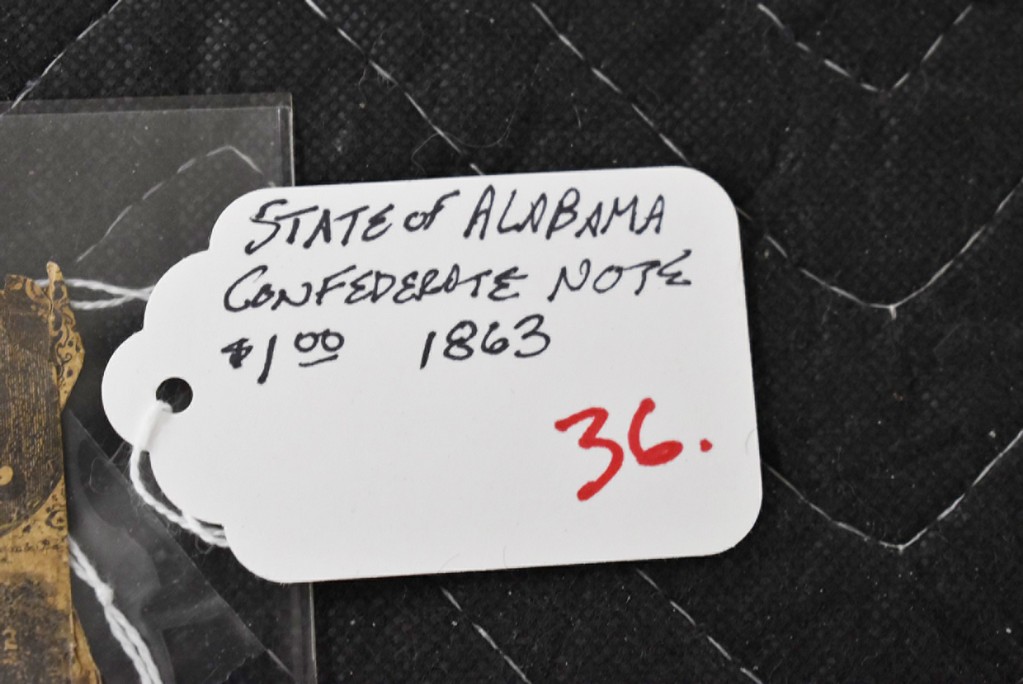 STATE of ALABAMA
CONFEDERATE NOTE
$1.00 1863
36.